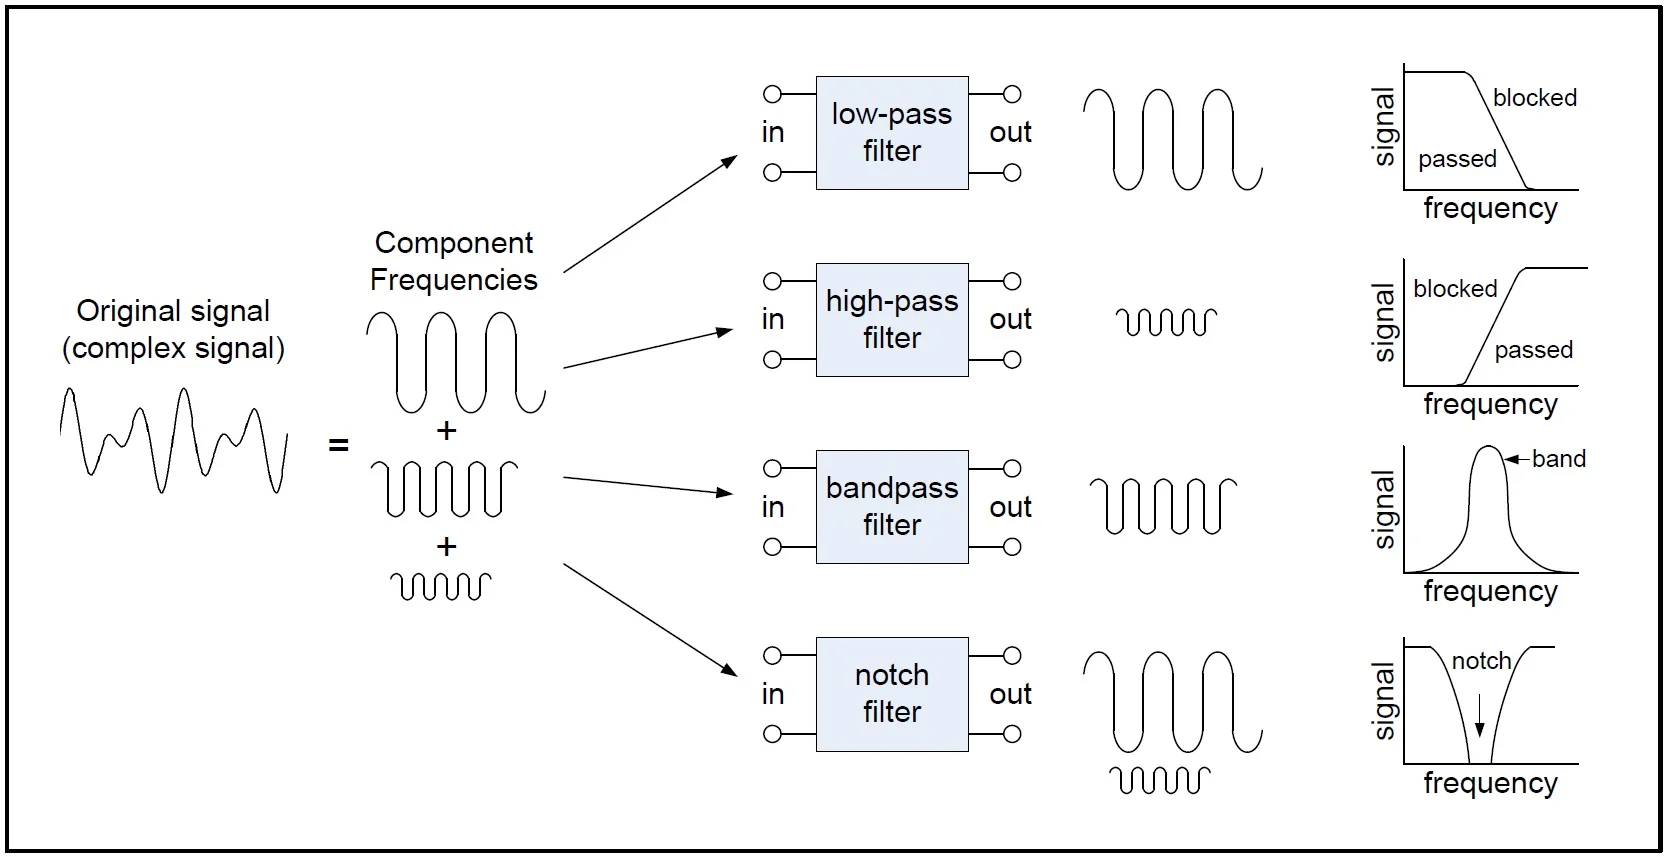 Original signal
(complex signal)
=
Component
Frequencies
+
+
in
low-pass
filter
out
signal
blocked
passed
frequency
in
high-pass
filter
out
signal
blocked
passed
frequency
in
bandpass
filter
out
signal
band
frequency
in
notch
filter
out
signal
notch
frequency